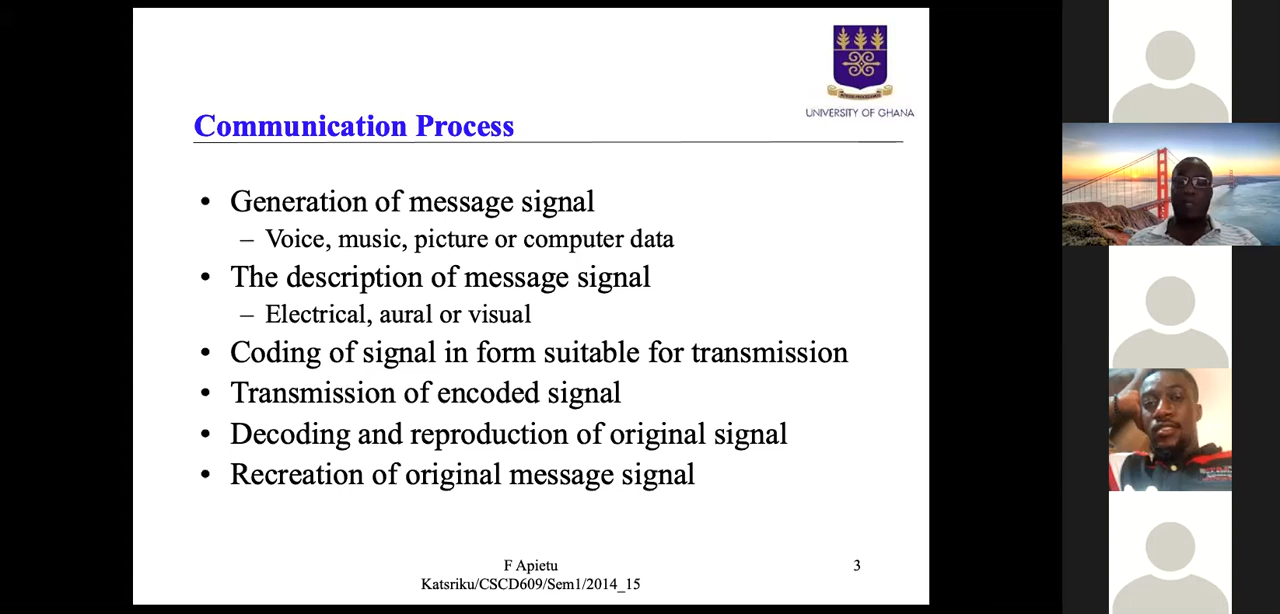 UNIVERSITY OF GHANA
Communication Process
• Generation of message signal
– Voice, music, picture or computer data
• The description of message signal
– Electrical, aural or visual
• Coding of signal in form suitable for transmission
• Transmission of encoded signal
• Decoding and reproduction of original signal
• Recreation of original message signal
F Apietu
Katsriku/CSCD609/Sem1/2014_15
3